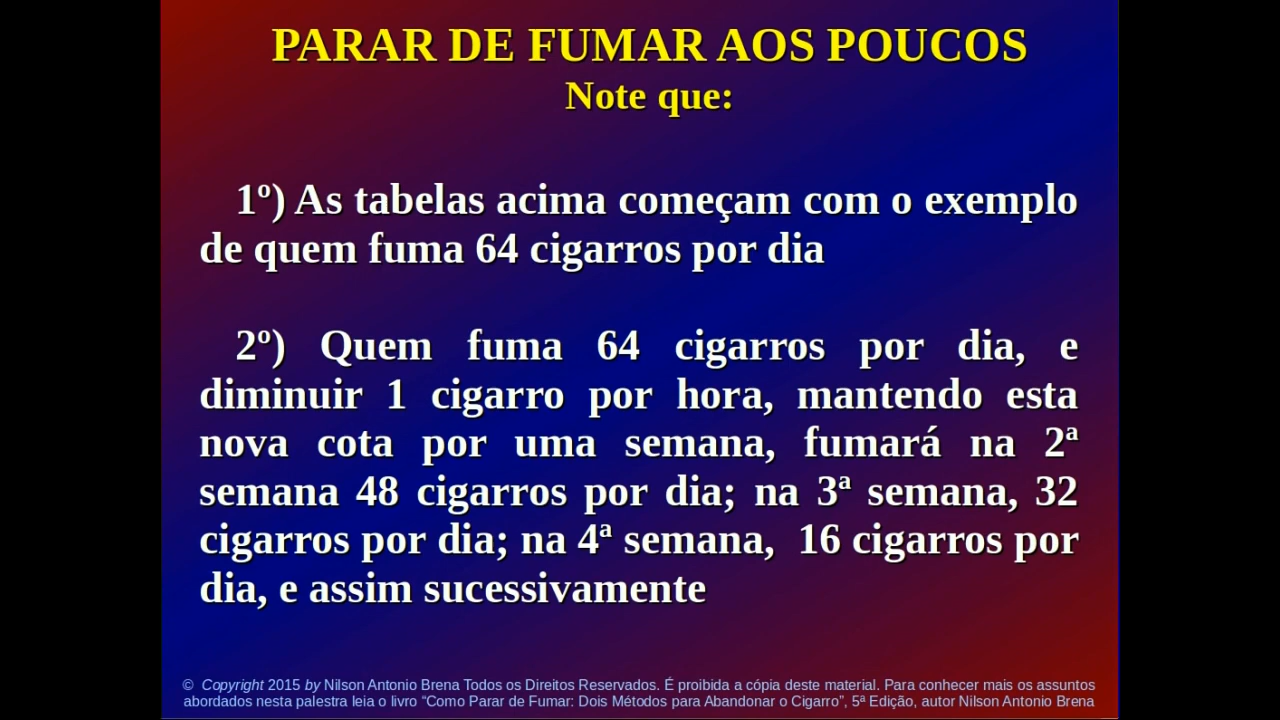 PARAR DE FUMAR AOS POUCOS
Note que:
1º) As tabelas acima começam com o exemplo
de quem fuma 64 cigarros por dia
2º) Quem fuma 64 cigarros por dia, e
diminuir 1 cigarro por hora, mantendo esta
nova cota por uma semana, fumará na 2ª
semana 48 cigarros por dia; na 3ª semana, 32
cigarros por dia; na 4ª semana,  16 cigarros por
dia, e assim sucessivamente
©  Copyright 2015 by Nilson Antonio Brena Todos os Direitos Reservados. É proibida a cópia deste material. Para conhecer mais os assuntos
abordados nesta palestra leia o livro “Como Parar de Fumar: Dois Métodos para Abandonar o Cigarro”, 5ª Edição, autor Nilson Antonio Brena